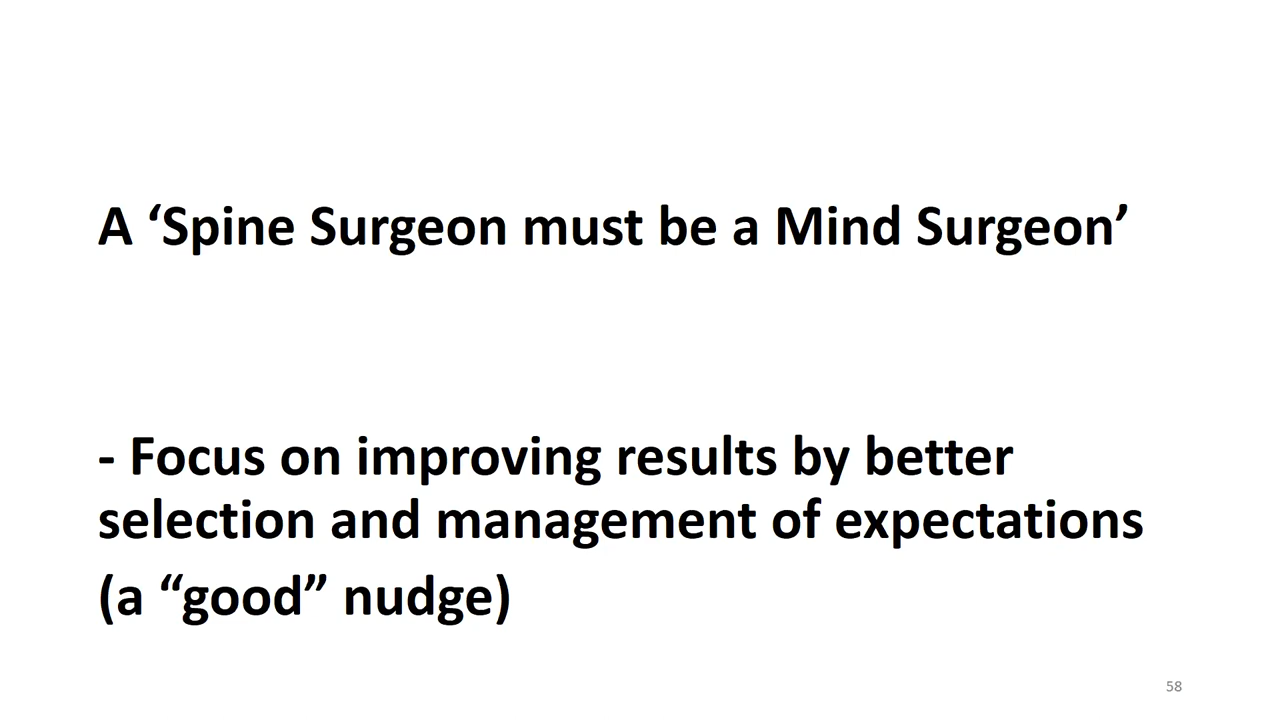 A ‘Spine Surgeon must be a Mind Surgeon’
- Focus on improving results by better
selection and management of expectations
(a “good” nudge)
58